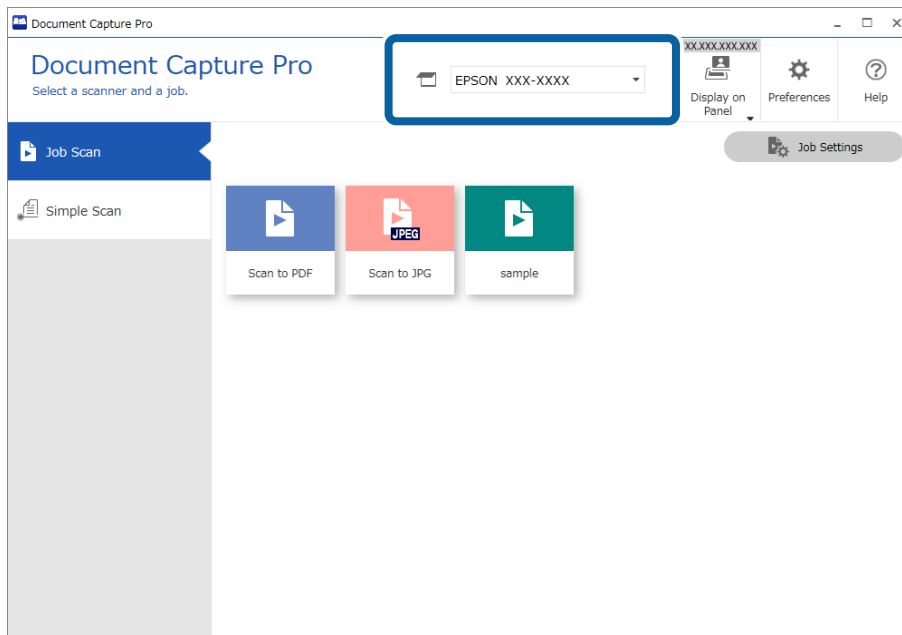 Document Capture Pro
Document Capture Pro
Select a scanner and a job.
EPSON XXX-XXXX
XX.XXX.XXX.XXX
Display on
Panel
Preferences
Help
Job Scan
Job Settings
Simple Scan
JPEG
Scan to PDF
Scan to JPG
sample